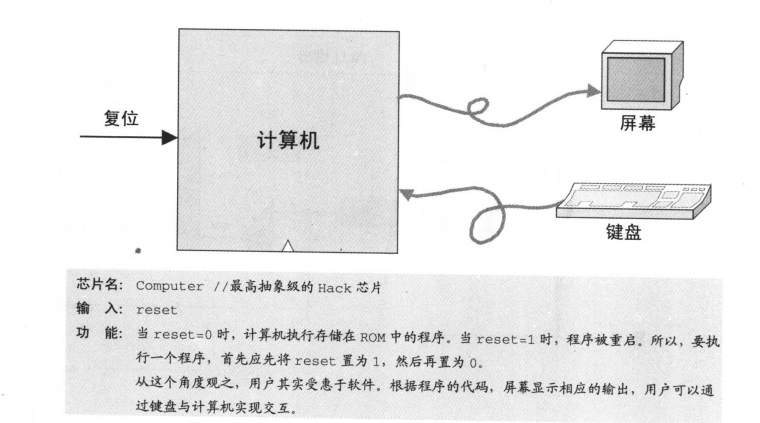 复位
计算机
屏幕
键盘
芯片名： Computer //最高抽象级的 Hack 芯片
输 入： reset
功 能： 当 reset=0 时，计算机执行存储在 ROM 中的程序。当 reset=1 时，程序被重启。所以，要执
行一个程序，首先应先将 reset 置为 1，然后再置为 0。
从这个角度观之，用户其实受惠于软件。根据程序的代码，屏幕显示相应的输出，用户可以通
过键盘与计算机实现交互。